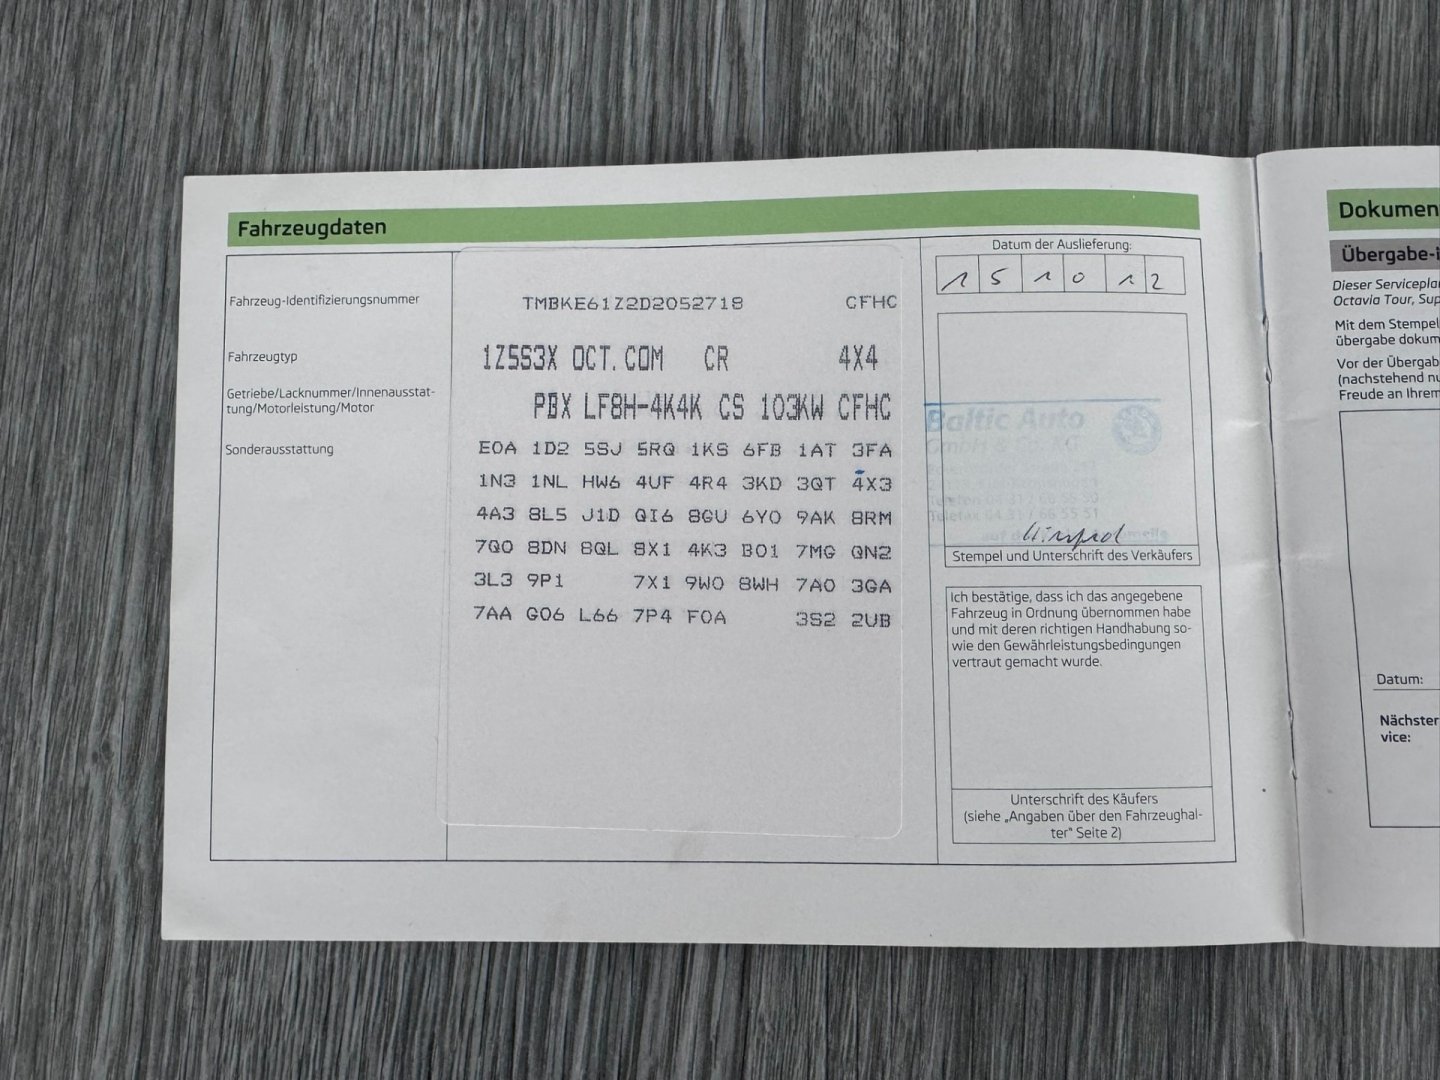 Fahrzeugdaten
Fahrzeug-Identifizierungsnummer
TMBKE61Z2D2052718 CFHC
Fahrzeugtyp
1Z5S3X OCT. COM CR 4X4
Getriebe/Lacknummer/Innenausstat-
tung/Motorleistung/Motor
PBX LF8H-4K4K CS 103KW CFHC
Sonderausstattung
E0A 1D2 5SJ 5RQ 1KS 6FB 1AT 3FA
1N3 1NL HW6 4UF 4R4 3KD 3QT 4X3
4A3 8L5 J1D QI6 8GU 6Y0 9AK 8RM
7Q0 8DN 8QL 8X1 4K3 B01 7MG QN2
3L3 9P1 7X1 9W0 8WH 7A0 3GA
7AA G06 L66 7P4 F0A 3S2 2UB
Datum der Auslieferung:
15 10 12
Baltic Auto
Stempel und Unterschrift des Verkäufers
Ich bestätige, dass ich das angegebene
Fahrzeug in Ordnung übernommen habe
und mit deren richtigen Handhabung so-
wie den Gewährleistungsbedingungen
vertraut gemacht wurde.
Unterschrift des Käufers
(siehe „Angaben über den Fahrzeughal-
ter" Seite 2)
Dokumen
Übergabe-i
Dieser Servicepla
Octavia Tour, Sup
Mit dem Stempel
übergabe dokum
Vor der Übergab
(nachstehend nu
Freude an Ihrem
Datum:
Nächster
vice: